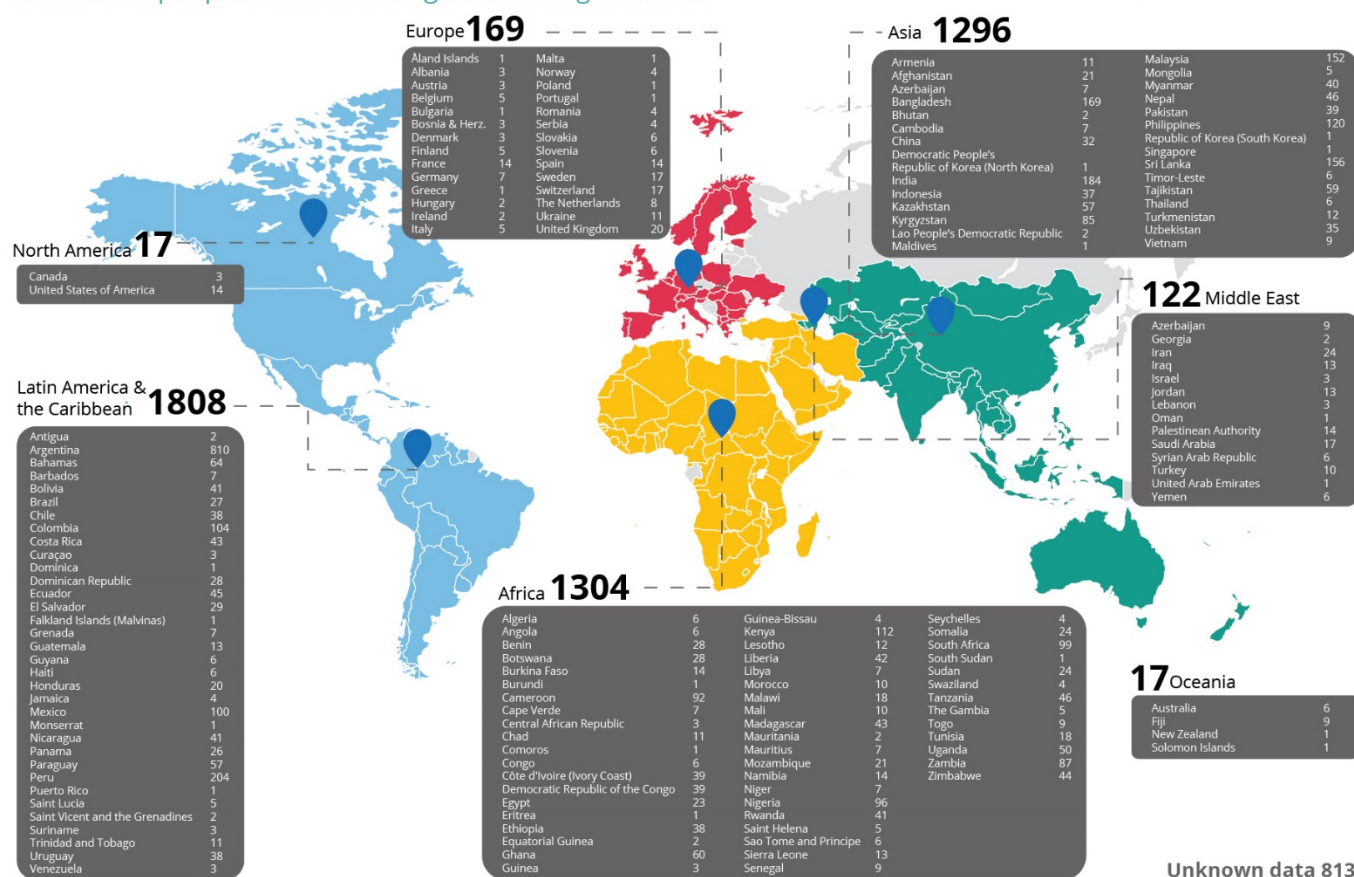 Europe 169
Åland Islands 1
Albania 3
Austria 3
Belgium 5
Bulgaria 1
Bosnia & Herz. 3
Denmark 3
Finland 5
France 14
Germany 7
Greece 1
Hungary 2
Ireland 2
Italy 5
Malta 1
Norway 4
Poland 1
Portugal 1
Romania 4
Serbia 4
Slovakia 6
Slovenia 6
Spain 14
Sweden 17
Switzerland 17
The Netherlands 8
Ukraine 11
United Kingdom 20
Asia 1296
Armenia 11
Afghanistan 21
Azerbaijan 7
Bangladesh 169
Bhutan 2
Cambodia 7
China 32
Democratic People's
Republic of Korea (North Korea) 1
India 184
Indonesia 37
Kazakhstan 57
Kyrgyzstan 85
Lao People's Democratic Republic 2
Maldives 1
Malaysia 152
Mongolia 5
Myanmar 40
Nepal 46
Pakistan 39
Philippines 120
Republic of Korea (South Korea) 1
Singapore 1
Sri Lanka 156
Timor-Leste 6
Tajikistan 59
Thailand 6
Turkmenistan 12
Uzbekistan 35
Vietnam 9
North America 17
Canada 3
United States of America 14
122 Middle East
Azerbaijan 9
Georgia 2
Iran 24
Iraq 13
Israel 3
Jordan 13
Lebanon 3
Oman 1
Palestinean Authority 14
Saudi Arabia 17
Syrian Arab Republic 6
Turkey 10
United Arab Emirates 1
Yemen 6
Latin America &
the Caribbean 1808
Antigua 2
Argentina 810
Bahamas 64
Barbados 7
Bolivia 41
Brazil 27
Chile 38
Colombia 104
Costa Rica 43
Curaçao 3
Dominica 1
Dominican Republic 28
Ecuador 45
El Salvador 29
Falkland Islands (Malvinas) 1
Grenada 7
Guatemala 13
Guyana 6
Haiti 6
Honduras 20
Jamaica 4
Mexico 100
Monserrat 1
Nicaragua 41
Panama 26
Paraguay 57
Peru 204
Puerto Rico 1
Saint Lucia 5
Saint Vicent and the Grenadines 2
Suriname 3
Trinidad and Tobago 11
Uruguay 38
Venezuela 3
Africa 1304
Algeria 6
Angola 6
Benin 28
Botswana 28
Burkina Faso 14
Burundi 1
Cameroon 92
Cape Verde 7
Central African Republic 3
Chad 11
Comoros 1
Congo 6
Côte d'Ivoire (Ivory Coast) 39
Democratic Republic of the Congo 39
Egypt 23
Eritrea 1
Ethiopia 38
Equatorial Guinea 2
Ghana 60
Guinea 3
Guinea-Bissau 4
Kenya 112
Lesotho 12
Liberia 42
Libya 7
Morocco 10
Malawi 18
Mali 10
Madagascar 43
Mauritania 2
Mauritius 7
Mozambique 21
Namibia 14
Niger 7
Nigeria 96
Rwanda 41
Saint Helena 5
Sao Tome and Principe 6
Sierra Leone 13
Senegal 9
Seychelles 4
Somalia 24
South Africa 99
South Sudan 1
Sudan 24
Swaziland 4
Tanzania 46
The Gambia 5
Togo 9
Tunisia 18
Uganda 50
Zambia 87
Zimbabwe 44
17 Oceania
Australia 6
Fiji 9
New Zealand 1
Solomon Islands 1
Unknown data 813